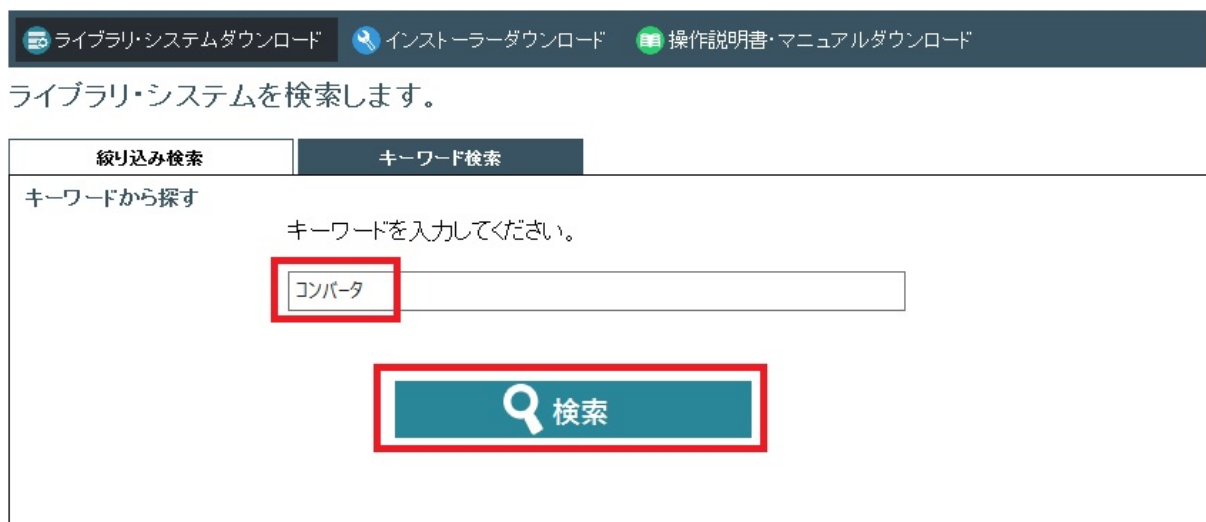 ライブラリ・システムダウンロード インストーラーダウンロード 操作説明書・マニュアルダウンロード
ライブラリ・システムを検索します。
絞り込み検索 キーワード検索
キーワードから探す
キーワードを入力してください。
コンバータ
検索